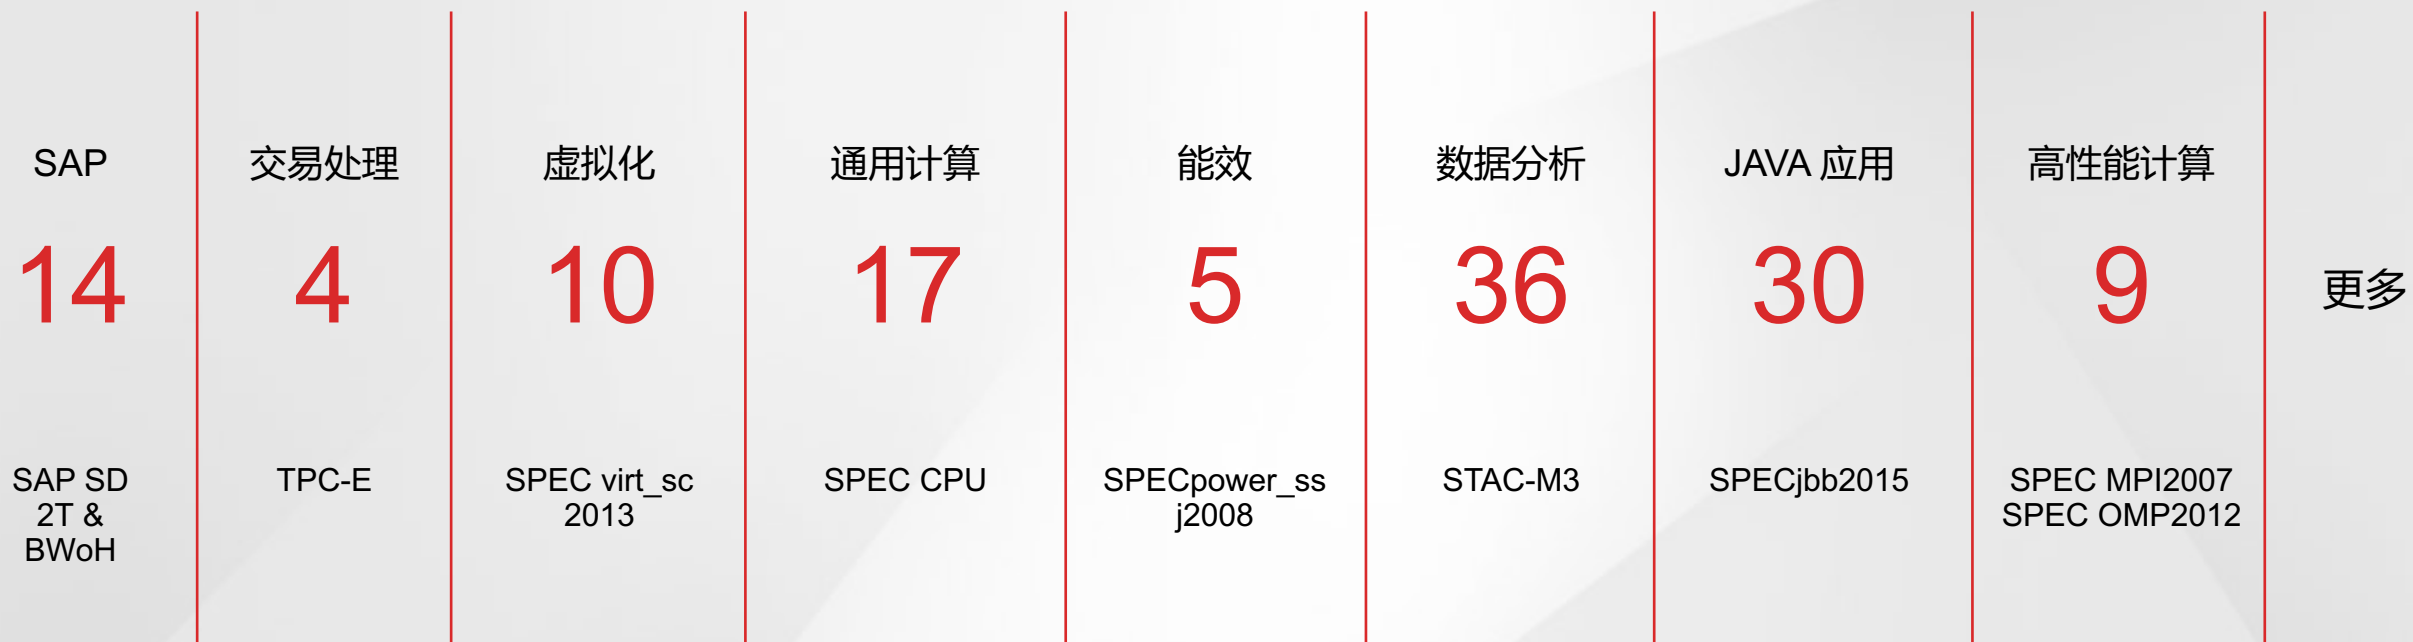 SAP
14
SAP SD
2T &
BWoH
交易处理
4
TPC-E
虚拟化
10
SPEC virt_sc
2013
通用计算
17
SPEC CPU
能效
5
SPECpower_ss
j2008
数据分析
36
STAC-M3
JAVA 应用
30
SPECjbb2015
高性能计算
9
SPEC MPI2007
SPEC OMP2012
更多